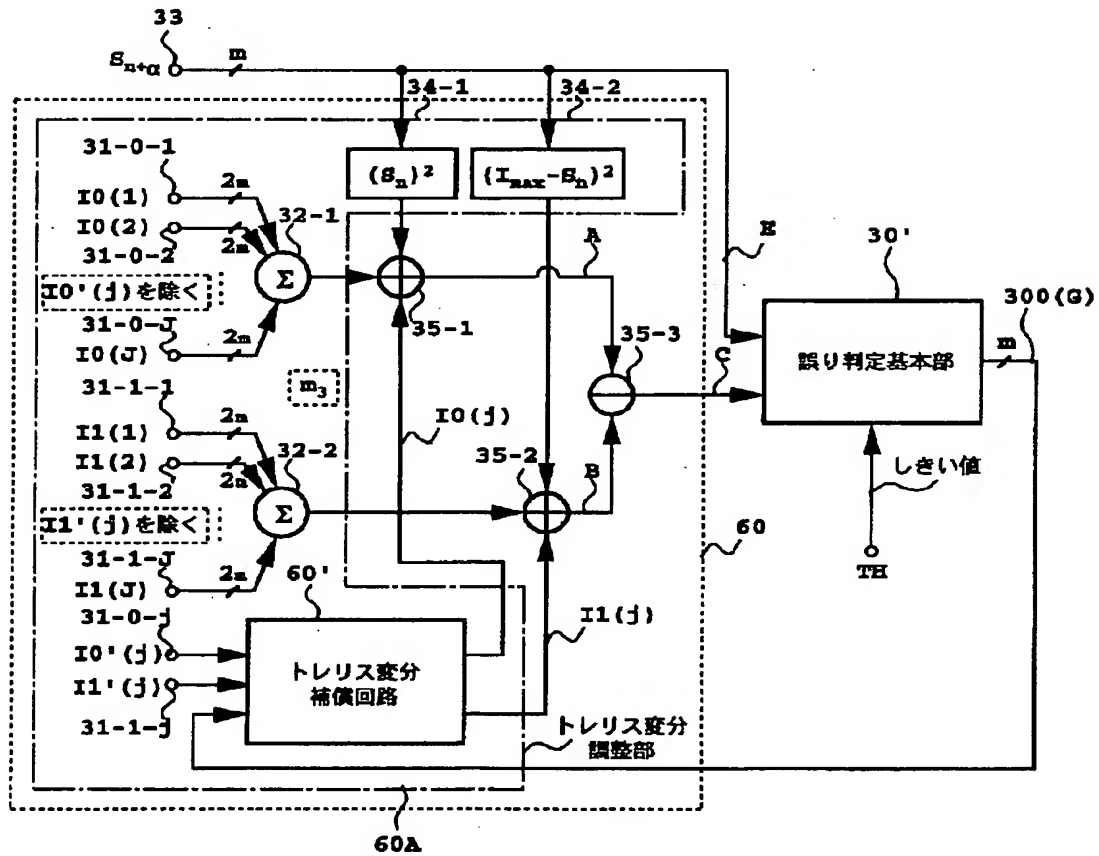 33
Sn+α
m
34-1
34-2
31-0-1
I0(1)
2m
(Sn)²
(Imax-Sn)²
I0(2)
2m
32-1
31-0-2
Σ
A
E
30'
I0'(j)を除く
35-1
300(G)
31-0-J
2m
I0(J)
35-3
m
C
誤り判定基本部
31-1-1
m3
I0(j)
I1(1)
2m
I1(2)
2m
32-2
35-2
31-1-2
Σ
B
しきい値
I1'(j)を除く
60
31-1-J
2m
I1(J)
60'
TH
31-0-j
I1(j)
I0'(j)
トレリス変分
補償回路
I1'(j)
31-1-j
トレリス変分
調整部
60A